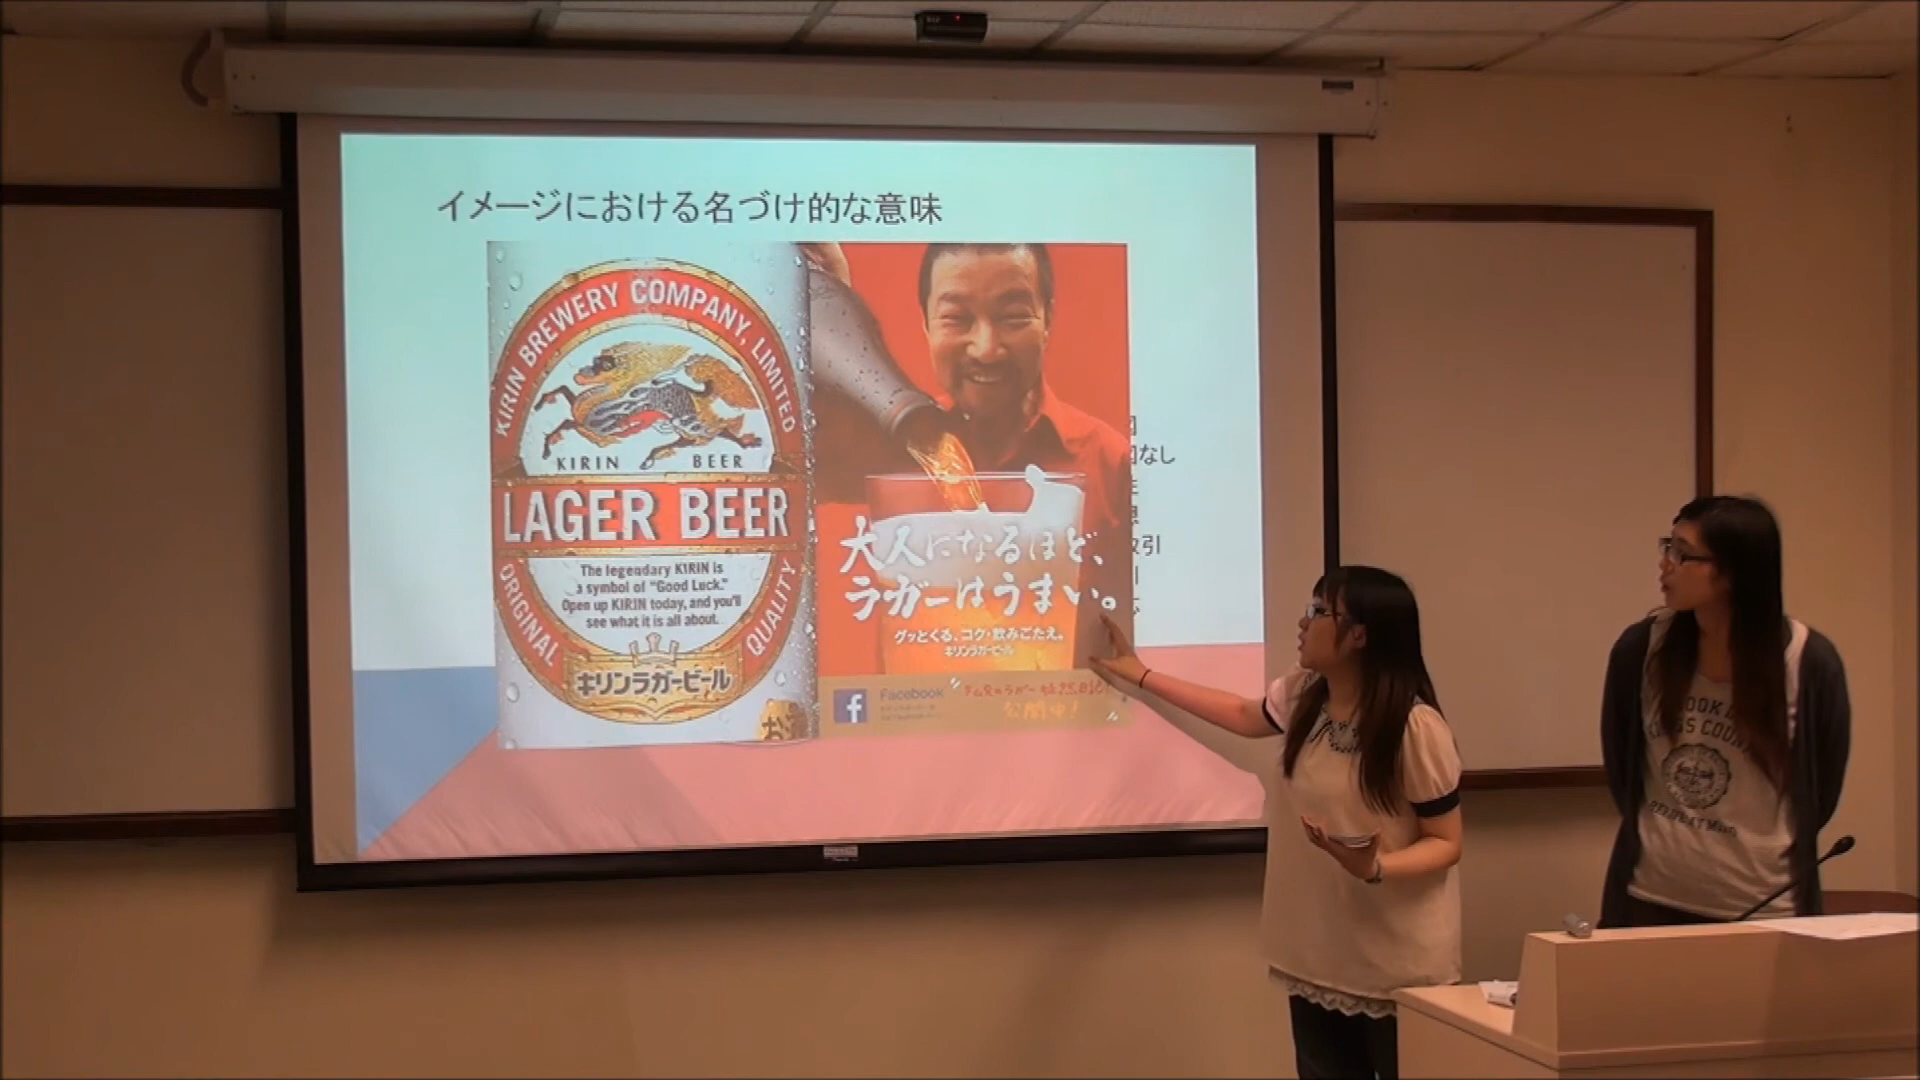 イメージにおける名づけ的な意味
KIRIN BREWERY COMPANY, LIMITED
KIRIN BEER
LAGER BEER
The legendary KIRIN is
a symbol of "Good Luck."
Open up KIRIN today, and you'll
see what it is all about.
ORIGINAL QUALITY
キリンラガービール
お
大人になるほど、
ラガーはうまい。
グッとくる、コク・飲みごたえ。
キリンラガービール
Facebook
公開中!
なし
引